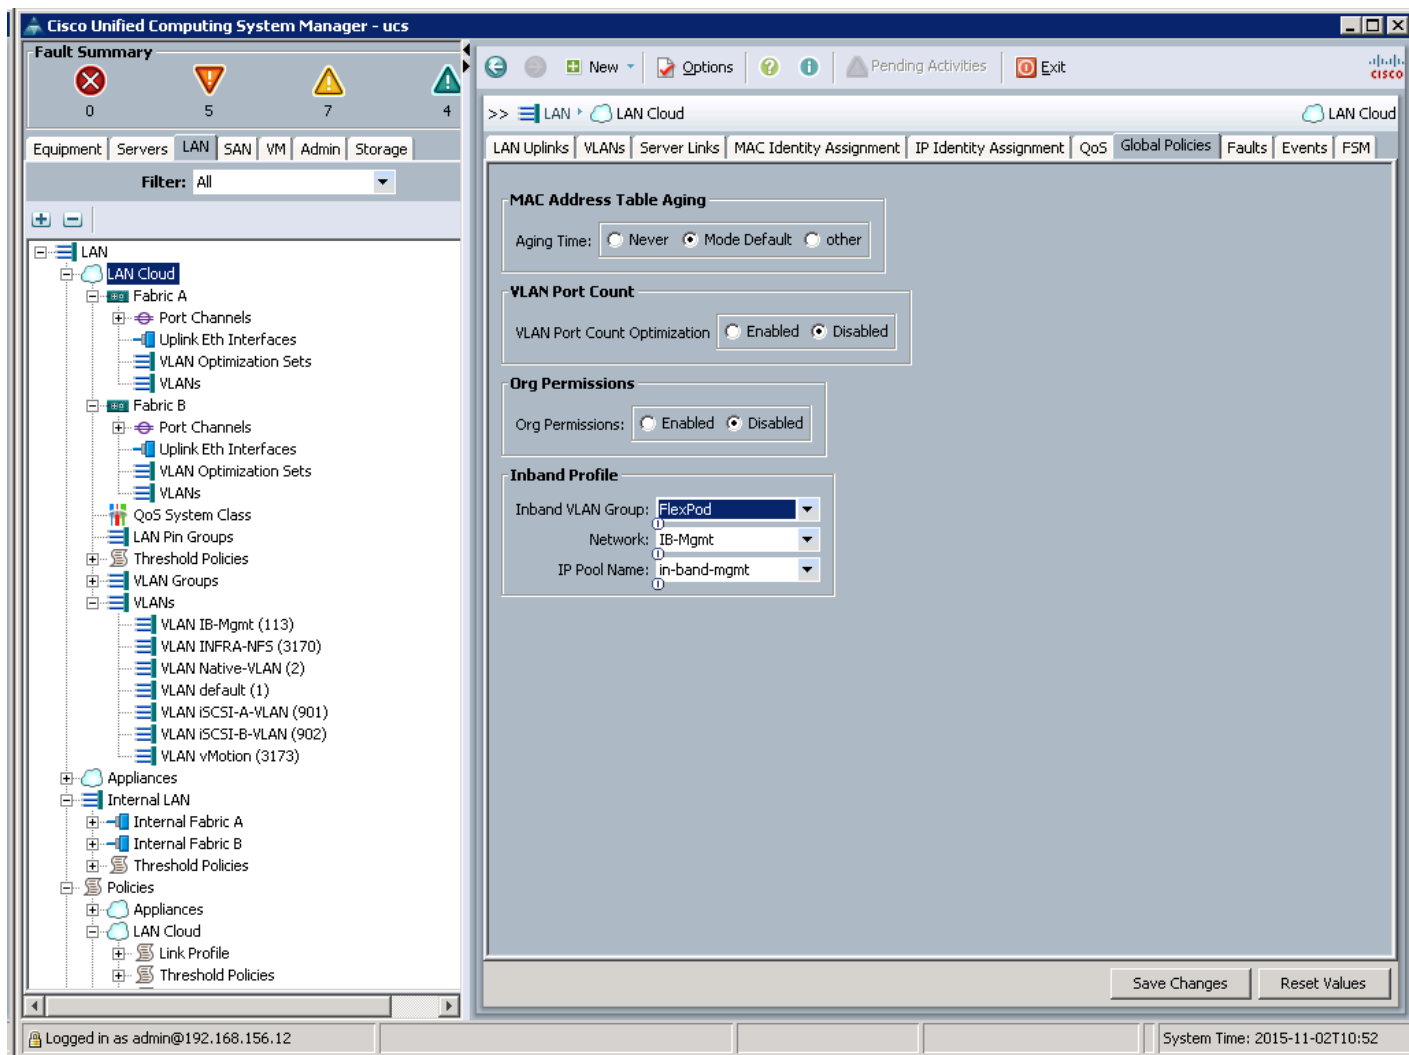 Cisco Unified Computing System Manager - ucs
Fault Summary
0 5 7 4
Equipment Servers LAN SAN VM Admin Storage
Filter: All
LAN
LAN Cloud
Fabric A
Port Channels
Uplink Eth Interfaces
VLAN Optimization Sets
VLANs
Fabric B
Port Channels
Uplink Eth Interfaces
VLAN Optimization Sets
VLANs
QoS System Class
LAN Pin Groups
Threshold Policies
VLAN Groups
VLANs
VLAN IB-Mgmt (113)
VLAN INFRA-NFS (3170)
VLAN Native-VLAN (2)
VLAN default (1)
VLAN iSCSI-A-VLAN (901)
VLAN iSCSI-B-VLAN (902)
VLAN vMotion (3173)
Appliances
Internal LAN
Internal Fabric A
Internal Fabric B
Threshold Policies
Policies
Appliances
LAN Cloud
Link Profile
Threshold Policies
New Options Pending Activities Exit
CISCO
>> LAN LAN Cloud LAN Cloud
LAN Uplinks VLANs Server Links MAC Identity Assignment IP Identity Assignment QoS Global Policies Faults Events FSM
MAC Address Table Aging
Aging Time: Never Mode Default other
VLAN Port Count
VLAN Port Count Optimization Enabled Disabled
Org Permissions
Org Permissions: Enabled Disabled
Inband Profile
Inband VLAN Group: FlexPod
Network: IB-Mgmt
IP Pool Name: in-band-mgmt
Save Changes Reset Values
Logged in as admin@192.168.156.12
System Time: 2015-11-02T10:52